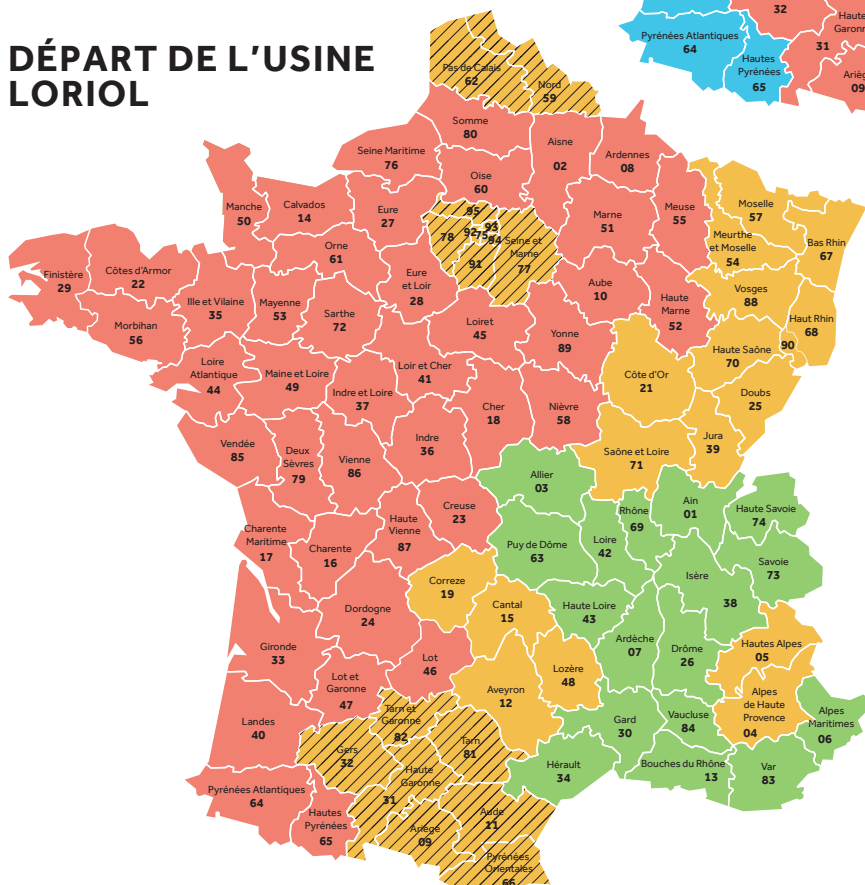 DÉPART DE L'USINE
LORIOL
32
Haute
Garonn
Pyrénées Atlantiques
64
31
Hautes
Pyrénées
65
Arièg
09
Pas de Calais
62
Nord
59
Somme
80
Aisne
02
Ardennes
08
Seine Maritime
76
Oise
60
Manche
50
Calvados
14
Eure
27
95
93
92
75
94
78
91
Seine et
Marne
77
Marne
51
Meuse
55
Moselle
57
Meurthe
et Moselle
54
Bas Rhin
67
Finistère
29
Côtes d'Armor
22
Orne
61
Eure
et Loir
28
Aube
10
Haute
Marne
52
Vosges
88
Haut Rhin
68
Morbihan
56
Ille et Vilaine
35
Mayenne
53
Sarthe
72
Loiret
45
Yonne
89
Haute Saône
70
90
Loire
Atlantique
44
Maine et Loire
49
Indre et Loire
37
Loir et Cher
41
Côte d'Or
21
Doubs
25
Cher
18
Nièvre
58
Vendée
85
Deux
Sèvres
79
Vienne
86
Indre
36
Saône et Loire
71
Jura
39
Allier
03
Creuse
23
Haute
Vienne
87
Charente
Maritime
17
Charente
16
Puy de Dôme
63
Loire
42
Rhône
69
Ain
01
Haute Savoie
74
Savoie
73
Isère
38
Correze
19
Dordogne
24
Cantal
15
Haute Loire
43
Ardèche
07
Drôme
26
Hautes Alpes
05
Gironde
33
Lot
46
Lot et
Garonne
47
Lozère
48
Aveyron
12
Alpes
de Haute
Provence
04
Alpes
Maritimes
06
Landes
40
Tarn et
Garonne
82
Tarn
81
Gard
30
Vaucluse
84
Gers
32
Haute
Garonne
31
Hérault
34
Bouches du Rhône
13
Var
83
Pyrénées Atlantiques
64
Hautes
Pyrénées
65
Ariège
09
Aude
11
Pyrénées
Orientales
66